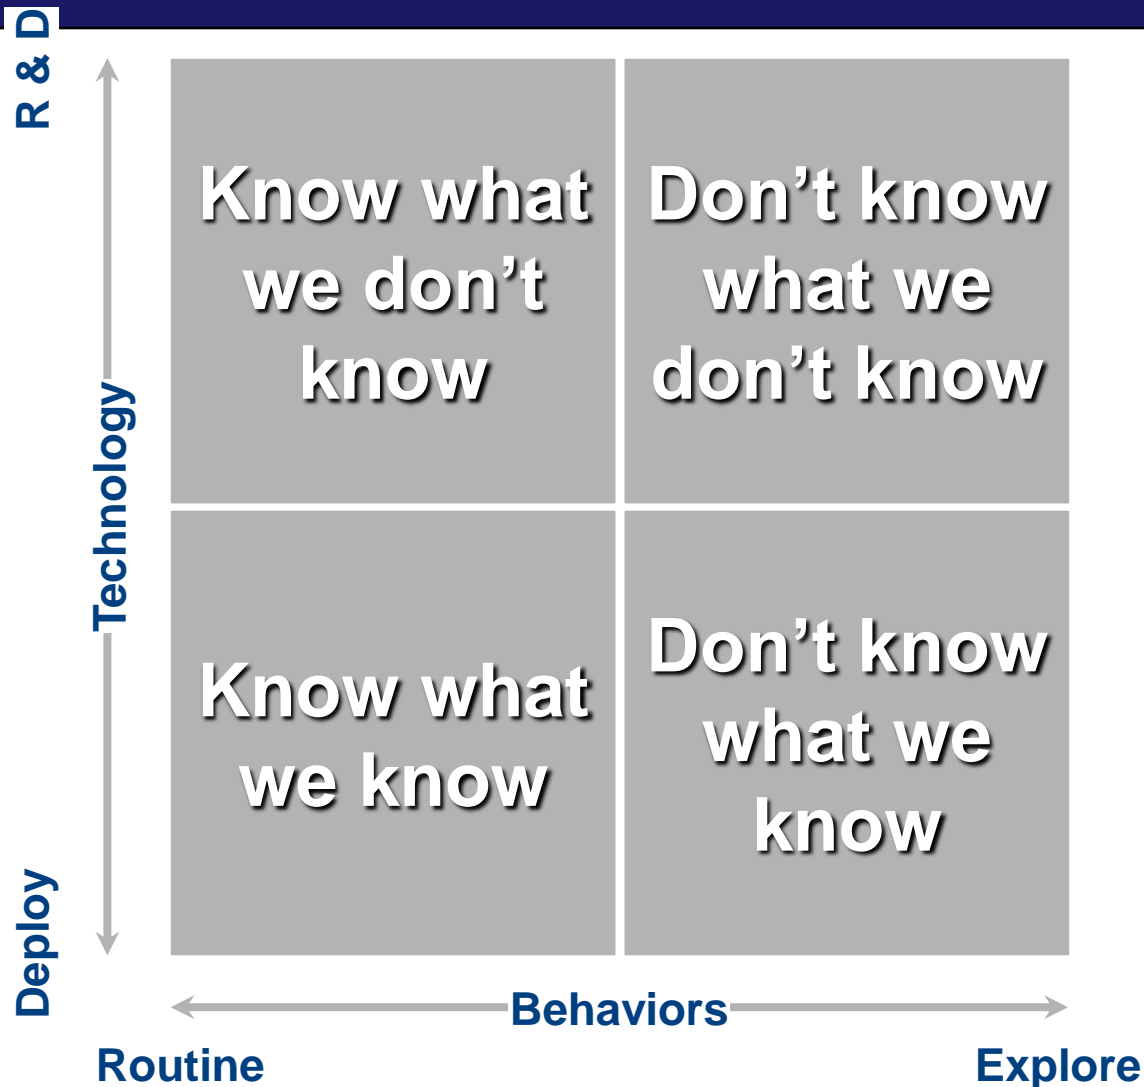 R & D
Know what
we don’t
know
Don’t know
what we
don’t know
Technology
Know what
we know
Don’t know
what we
know
Deploy
Behaviors
Routine
Explore